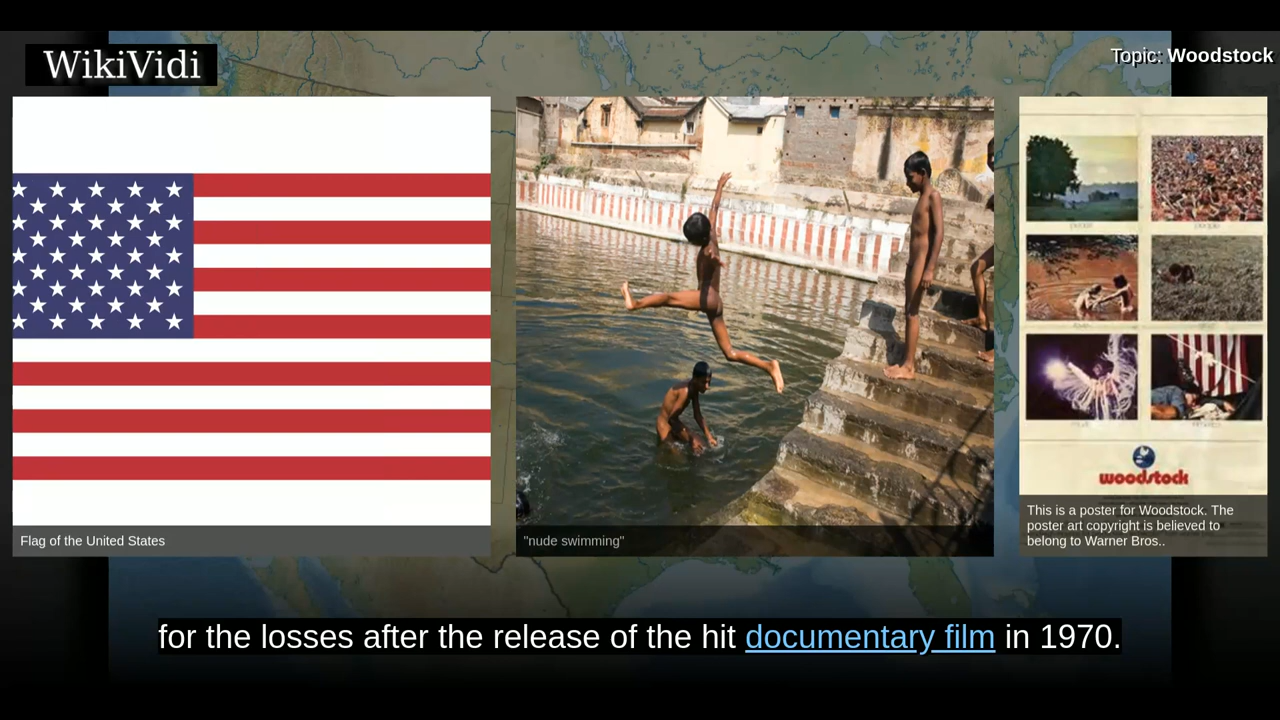 WikiVidi
Topic: Woodstock
Flag of the United States
"nude swimming"
woodstock
This is a poster for Woodstock. The
poster art copyright is believed to
belong to Warner Bros..
for the losses after the release of the hit documentary film in 1970.